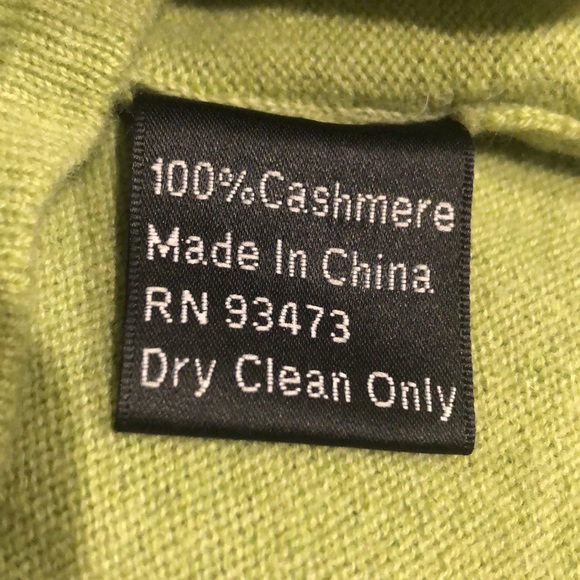 100%Cashmere
Made In China
RN 93473
Dry Clean Only